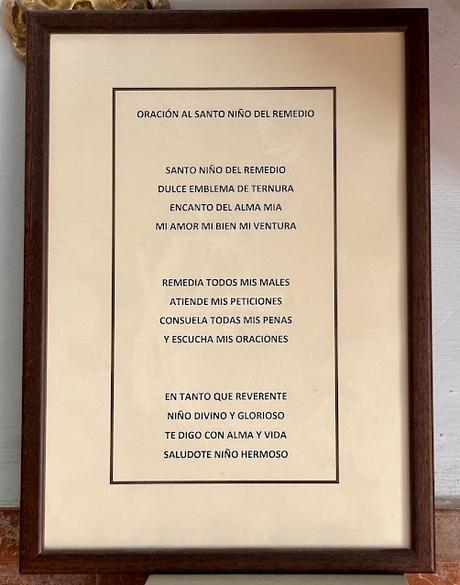 ORACIÓN AL SANTO NIÑO DEL REMEDIO
SANTO NIÑO DEL REMEDIO
DULCE EMBLEMA DE TERNURA
ENCANTO DEL ALMA MIA
MI AMOR MI BIEN MI VENTURA
REMEDIA TODOS MIS MALES
ATIENDE MIS PETICIONES
CONSUELA TODAS MIS PENAS
Y ESCUCHA MIS ORACIONES
EN TANTO QUE REVERENTE
NIÑO DIVINO Y GLORIOSO
TE DIGO CON ALMA Y VIDA
SALUDOTE NIÑO HERMOSO